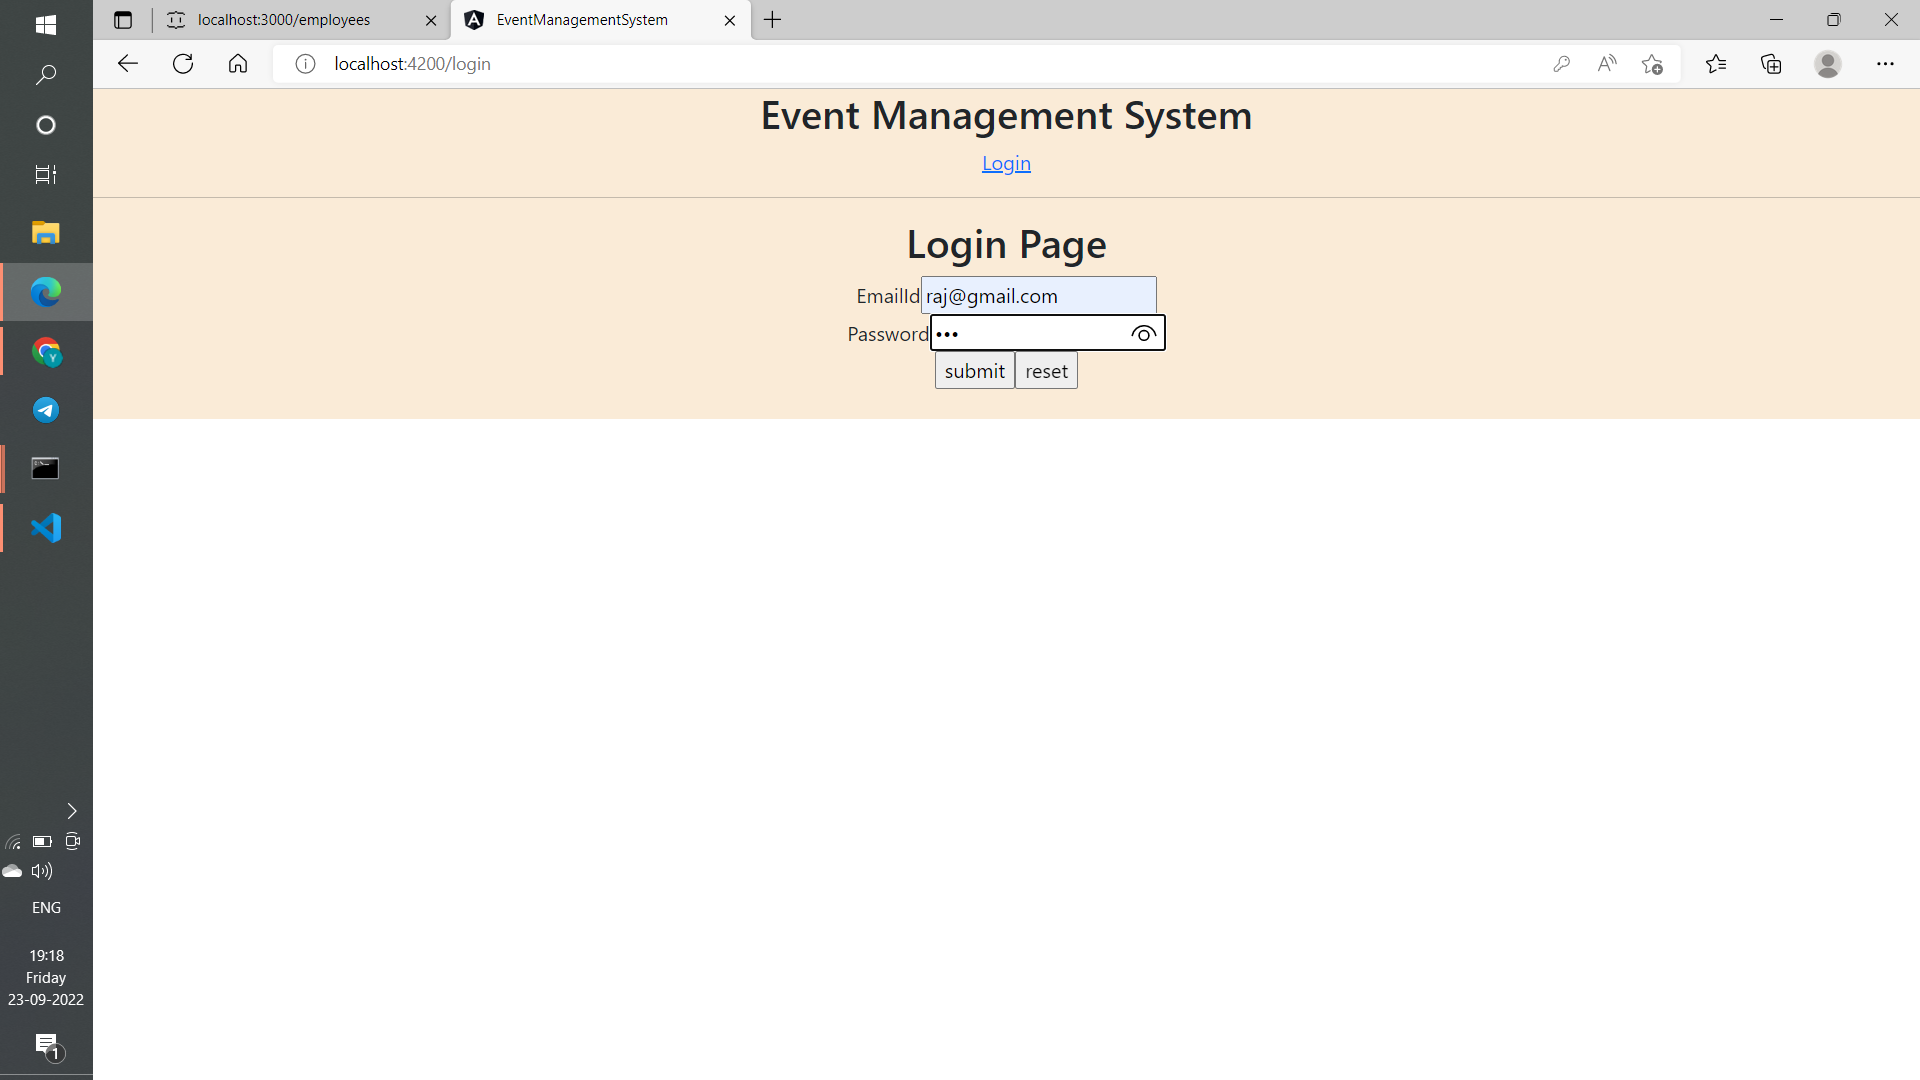 localhost:3000/employees
EventManagementSystem
localhost:4200/login
Event Management System
Login
Login Page
EmailId raj@gmail.com
Password •••
submit reset
ENG
19:18
Friday
23-09-2022
1